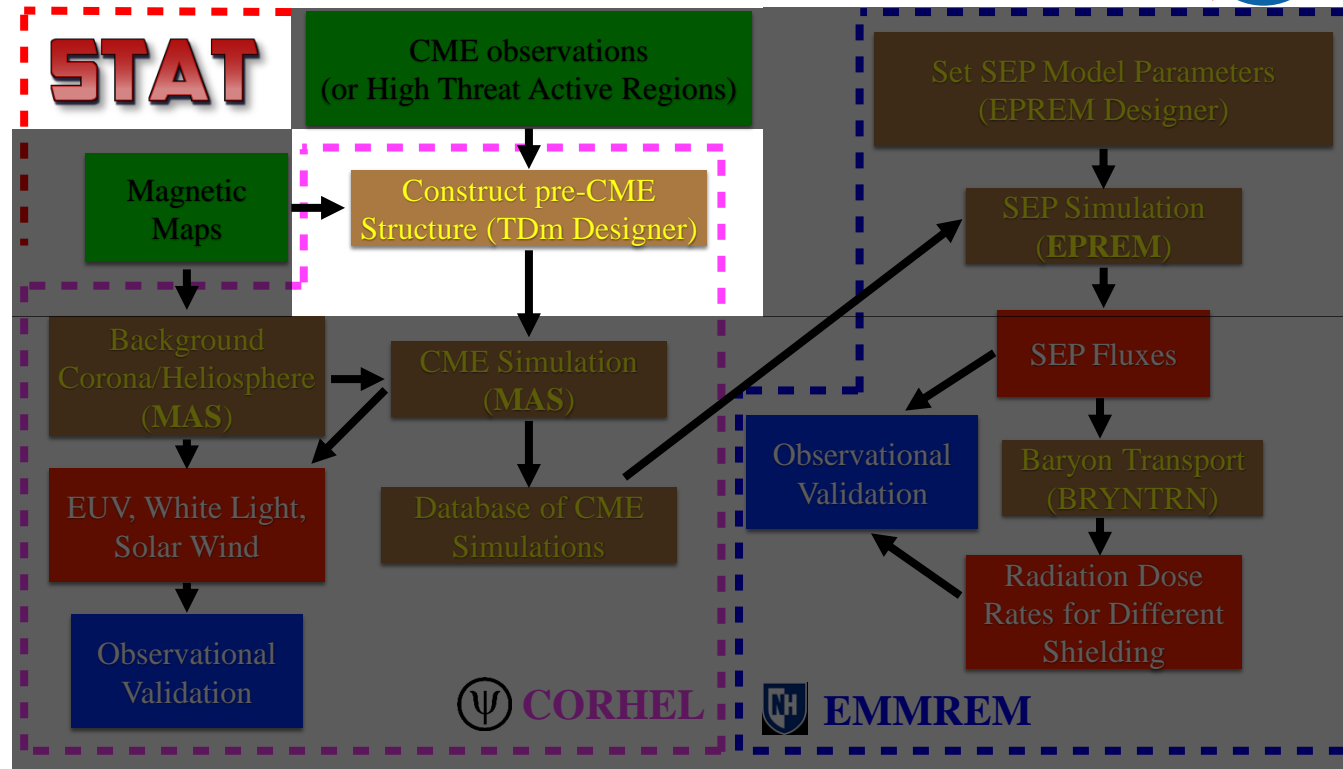 STAT
CME observations
(or High Threat Active Regions)
Set SEP Model Parameters
(EPREM Designer)
Magnetic
Maps
Construct pre-CME
Structure (TDm Designer)
SEP Simulation
(EPREM)
Background
Corona/Heliosphere
(MAS)
CME Simulation
(MAS)
SEP Fluxes
EUV, White Light,
Solar Wind
Database of CME
Simulations
Observational
Validation
Baryon Transport
(BRYNTRN)
Radiation Dose
Rates for Different
Shielding
Observational
Validation
ψ CORHEL
NH EMMREM